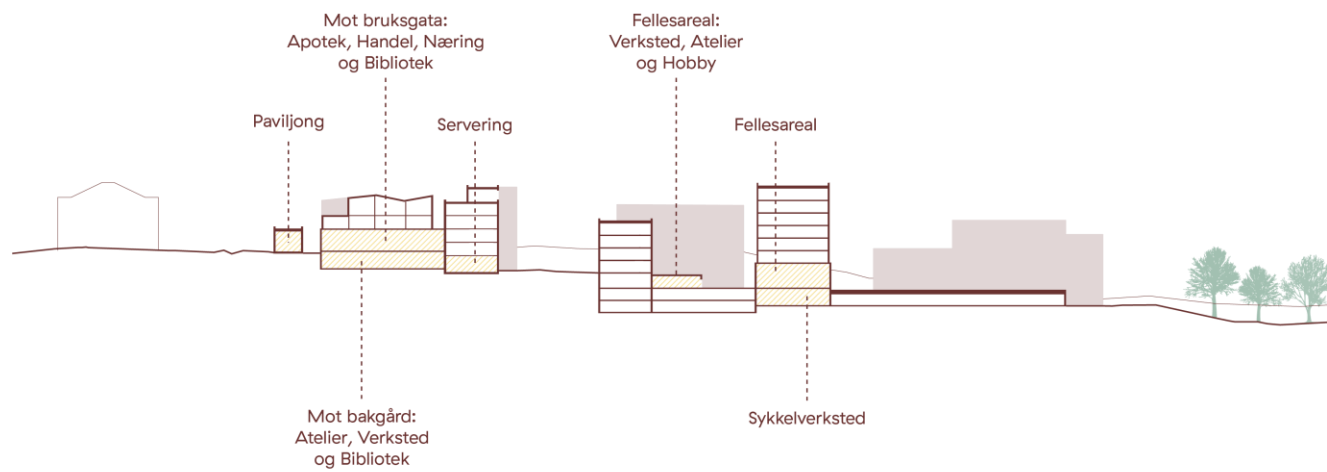 Mot bruksgata:
Apotek, Handel, Næring
og Bibliotek
Fellesareal:
Verksted, Atelier
og Hobby
Paviljong
Servering
Fellesareal
Mot bakgård:
Atelier, Verksted
og Bibliotek
Sykkelverksted